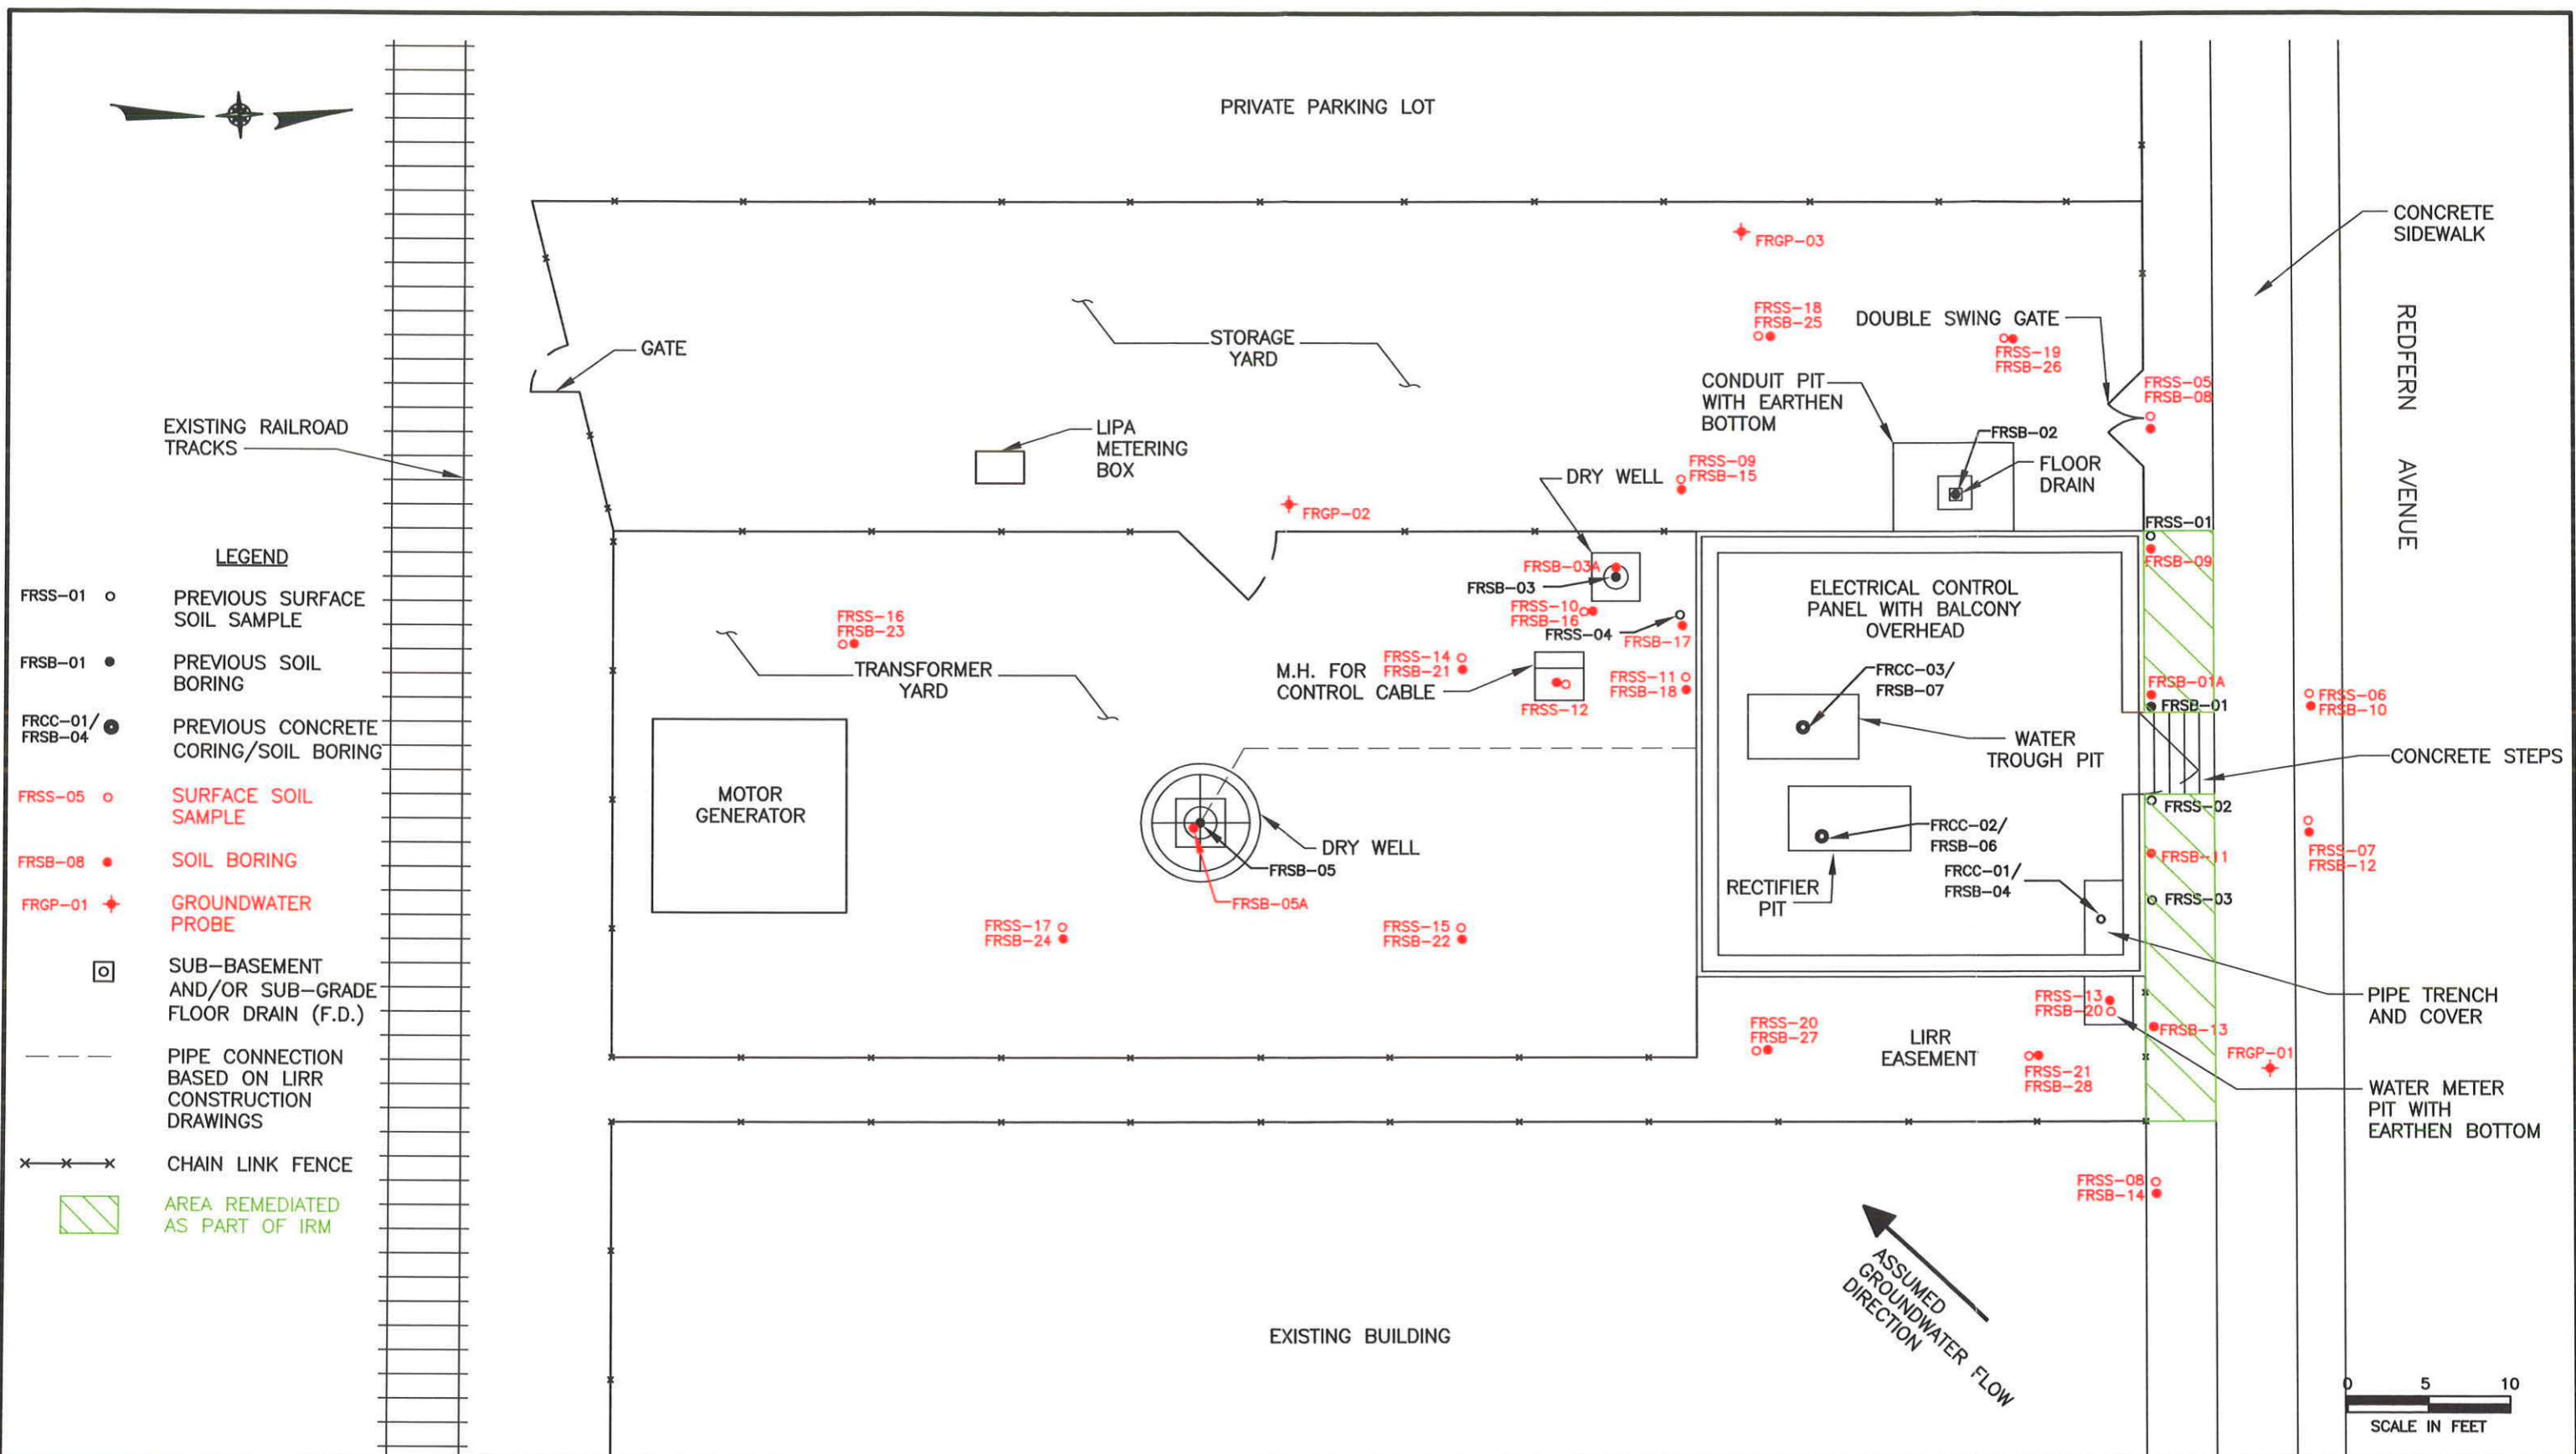 PRIVATE PARKING LOT
CONCRETE
SIDEWALK
FRGP-03
FRSS-18
FRSB-25
DOUBLE SWING GATE
FRSS-19
FRSB-26
REDFERN AVENUE
STORAGE
YARD
GATE
CONDUIT PIT
WITH EARTHEN
BOTTOM
FRSS-05
FRSB-08
EXISTING RAILROAD
TRACKS
LIPA
METERING
BOX
FRSB-02
FLOOR
DRAIN
FRSS-09
FRSB-15
DRY WELL
FRGP-02
FRSS-01
FRSB-09
FRSB-03A
FRSB-03
FRSS-10
FRSB-16
FRSS-04
FRSB-17
ELECTRICAL CONTROL
PANEL WITH BALCONY
OVERHEAD
FRSS-16
FRSB-23
TRANSFORMER
YARD
FRSS-14
FRSB-21
M.H. FOR
CONTROL CABLE
FRSS-12
FRSS-11
FRSB-18
FRCC-03/
FRSB-07
FRSB-01A
FRSB-01
FRSS-06
FRSB-10
WATER
TROUGH PIT
CONCRETE STEPS
MOTOR
GENERATOR
DRY WELL
FRSB-05
FRSB-05A
FRSS-02
FRCC-02/
FRSB-06
FRSB-11
FRSS-07
FRSB-12
FRCC-01/
FRSB-04
RECTIFIER
PIT
FRSS-03
FRSS-17
FRSB-24
FRSS-15
FRSB-22
FRSS-13
FRSB-20
PIPE TRENCH
AND COVER
FRSS-20
FRSB-27
LIRR
EASEMENT
FRSB-13
FRGP-01
FRSS-21
FRSB-28
WATER METER
PIT WITH
EARTHEN BOTTOM
FRSS-08
FRSB-14
ASSUMED
GROUNDWATER FLOW
DIRECTION
EXISTING BUILDING
0 5 10
SCALE IN FEET
LEGEND
FRSS-01
PREVIOUS SURFACE
SOIL SAMPLE
FRSB-01
PREVIOUS SOIL
BORING
FRCC-01/
FRSB-04
PREVIOUS CONCRETE
CORING/SOIL BORING
FRSS-05
SURFACE SOIL
SAMPLE
FRSB-08
SOIL BORING
FRGP-01
GROUNDWATER
PROBE
SUB-BASEMENT
AND/OR SUB-GRADE
FLOOR DRAIN (F.D.)
PIPE CONNECTION
BASED ON LIRR
CONSTRUCTION
DRAWINGS
CHAIN LINK FENCE
AREA REMEDIATED
AS PART OF IRM